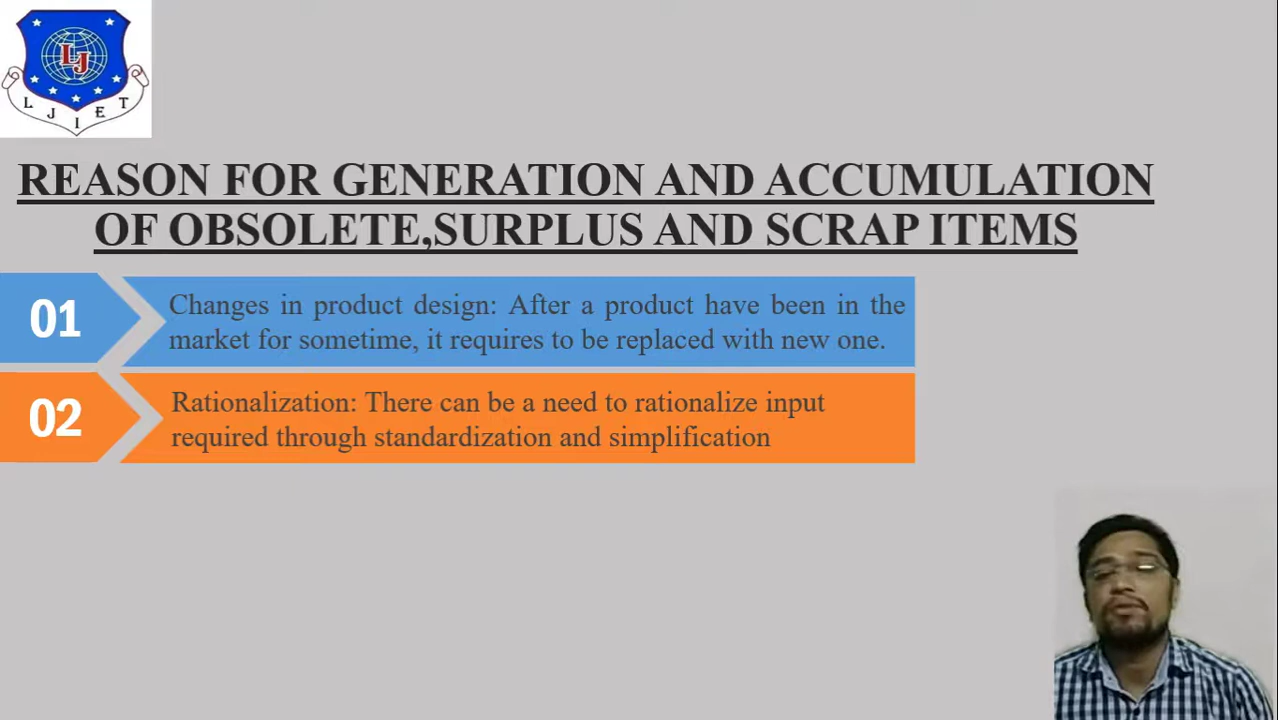 LJ
LJIET
REASON FOR GENERATION AND ACCUMULATION
OF OBSOLETE,SURPLUS AND SCRAP ITEMS
01
Changes in product design: After a product have been in the
market for sometime, it requires to be replaced with new one.
02
Rationalization: There can be a need to rationalize input
required through standardization and simplification